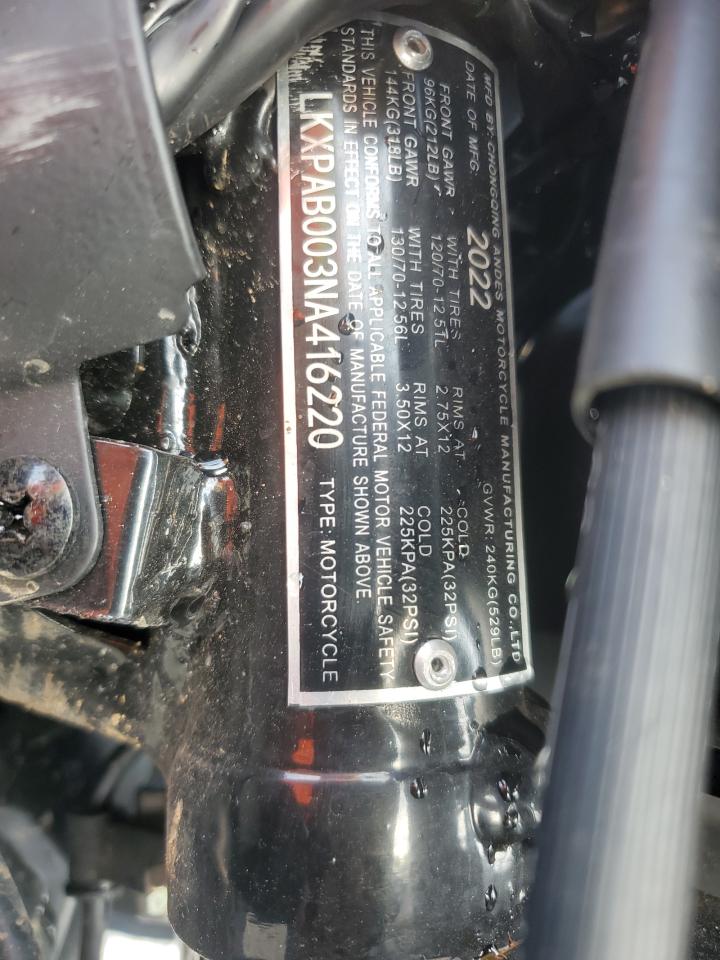 MFD BY: CHONGQING ANDES MOTORCYCLE MANUFACTURING CO.,LTD
DATE OF MFG. 2022 GVWR: 240KG(529LB)
FRONT GAWR WITH TIRES RIMS AT COLD
96KG(212LB) 120/70-12 51L 2.75X12 225KPA(32PSI)
FRONT GAWR WITH TIRES RIMS AT COLD
144KG(318LB) 130/70-12 56L 3.50X12 225KPA(32PSI)
THIS VEHICLE CONFORMS TO ALL APPLICABLE FEDERAL MOTOR VEHICLE SAFETY
STANDARDS IN EFFECT ON THE DATE OF MANUFACTURE SHOWN ABOVE.
LKXPAB003NA416220 TYPE: MOTORCYCLE